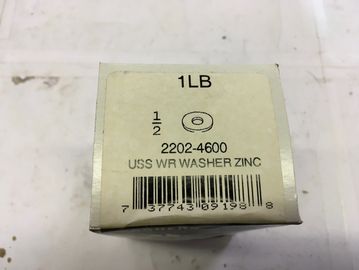 1LB
1/2
2202-4600
USS WR WASHER ZINC
7 37743 09198 8